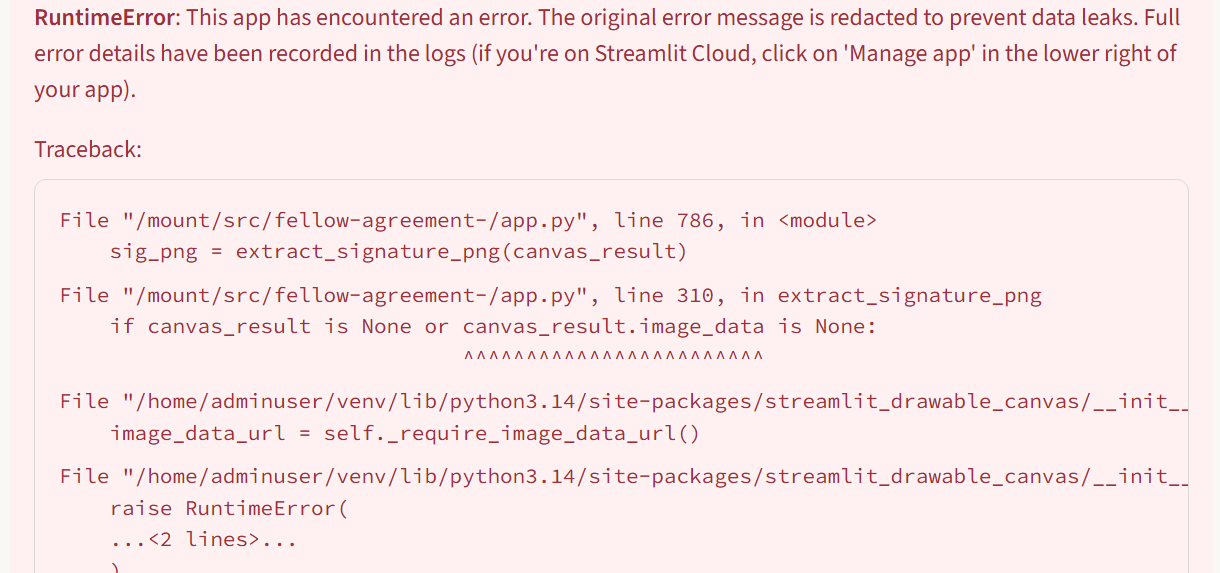 RuntimeError: This app has encountered an error. The original error message is redacted to prevent data leaks. Full
error details have been recorded in the logs (if you're on Streamlit Cloud, click on 'Manage app' in the lower right of
your app).
Traceback:
File "/mount/src/fellow-agreement-/app.py", line 786, in <module>
    sig_png = extract_signature_png(canvas_result)
File "/mount/src/fellow-agreement-/app.py", line 310, in extract_signature_png
    if canvas_result is None or canvas_result.image_data is None:
                                ^^^^^^^^^^^^^^^^^^^^^^^^
File "/home/adminuser/venv/lib/python3.14/site-packages/streamlit_drawable_canvas/__init__
    image_data_url = self._require_image_data_url()
File "/home/adminuser/venv/lib/python3.14/site-packages/streamlit_drawable_canvas/__init__
    raise RuntimeError(
    ...<2 lines>...
    )